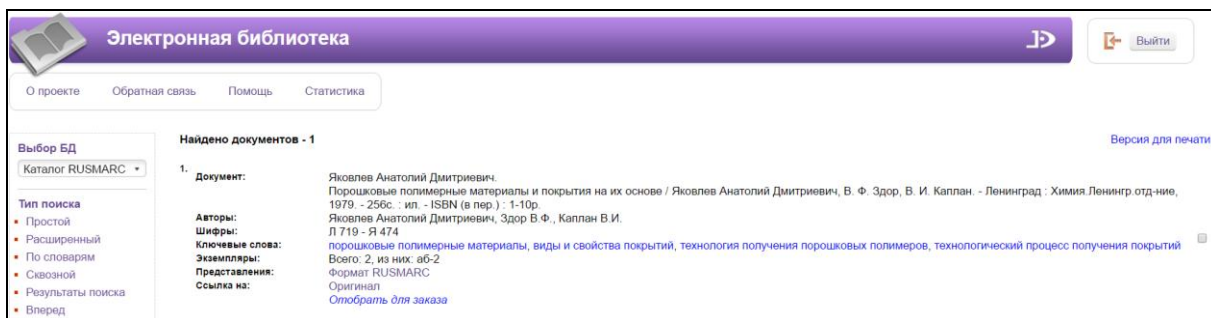 Электронная библиотека
Выйти
О проекте Обратная связь Помощь Статистика
Выбор БД
Каталог RUSMARC
Тип поиска
Простой
Расширенный
По словарям
Сквозной
Результаты поиска
Вперед
Найдено документов - 1
Версия для печати
1.
Документ: Яковлев Анатолий Дмитриевич.
Порошковые полимерные материалы и покрытия на их основе / Яковлев Анатолий Дмитриевич, В. Ф. Здор, В. И. Каплан. - Ленинград : Химия.Ленингр.отд-ние,
1979. - 256с. : ил. - ISBN (в пер.) : 1-10р.
Авторы: Яковлев Анатолий Дмитриевич, Здор В.Ф., Каплан В.И.
Шифры: Л 719 - Я 474
Ключевые слова: порошковые полимерные материалы, виды и свойства покрытий, технология получения порошковых полимеров, технологический процесс получения покрытий
Экземпляры: Всего: 2, из них: аб-2
Представления: Формат RUSMARC
Ссылка на: Оригинал
Отобрать для заказа